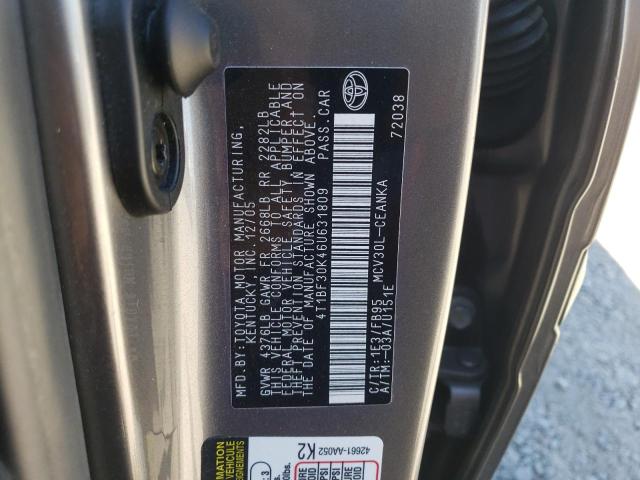 MFD.BY:TOYOTA MOTOR MANUFACTURING,
KENTUCKY, INC. 12/05
GVWR 4376LB GAWR FR 2668LB RR 2282LB
THIS VEHICLE CONFORMS TO ALL APPLICABLE
FEDERAL MOTOR VEHICLE SAFETY, BUMPER, AND
THEFT PREVENTION STANDARDS IN EFFECT ON
THE DATE OF MANUFACTURE SHOWN ABOVE.
4T1BF30K46U631809 PASS.CAR
C/TR:1E3/FB95 MCV30L-CEANKA
A/TM:-03A/U151E 72038
42661-AA052
K2